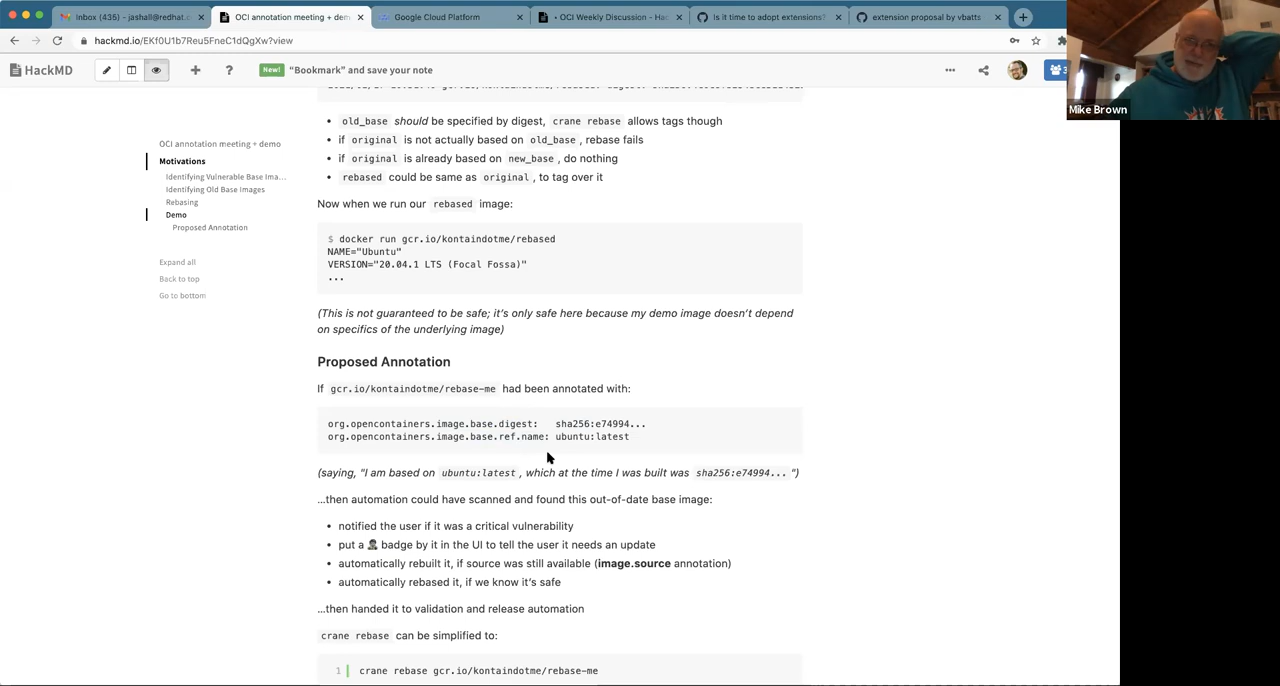 Inbox (435) - jashall@redhat.c
OCI annotation meeting + dem
Google Cloud Platform
• OCI Weekly Discussion - Hac
Is it time to adopt extensions?
extension proposal by vbatts
hackmd.io/EKf0U1b7Reu5FneC1dQgXw?view
HackMD
New!
“Bookmark” and save your note
3
Mike Brown
OCI annotation meeting + demo
Motivations
Identifying Vulnerable Base Ima...
Identifying Old Base Images
Rebasing
Demo
Proposed Annotation
Expand all
Back to top
Go to bottom
• old_base should be specified by digest, crane rebase allows tags though
• if original is not actually based on old_base, rebase fails
• if original is already based on new_base, do nothing
• rebased could be same as original, to tag over it
Now when we run our rebased image:
$ docker run gcr.io/kontaindotme/rebased
NAME="Ubuntu"
VERSION="20.04.1 LTS (Focal Fossa)"
...
(This is not guaranteed to be safe; it’s only safe here because my demo image doesn’t depend
on specifics of the underlying image)
Proposed Annotation
If gcr.io/kontaindotme/rebase-me had been annotated with:
org.opencontainers.image.base.digest: sha256:e74994...
org.opencontainers.image.base.ref.name: ubuntu:latest
(saying, "I am based on ubuntu:latest, which at the time I was built was sha256:e74994...")
…then automation could have scanned and found this out-of-date base image:
• notified the user if it was a critical vulnerability
• put a 🕵 badge by it in the UI to tell the user it needs an update
• automatically rebuilt it, if source was still available (image.source annotation)
• automatically rebased it, if we know it’s safe
…then handed it to validation and release automation
crane rebase can be simplified to:
1 crane rebase gcr.io/kontaindotme/rebase-me